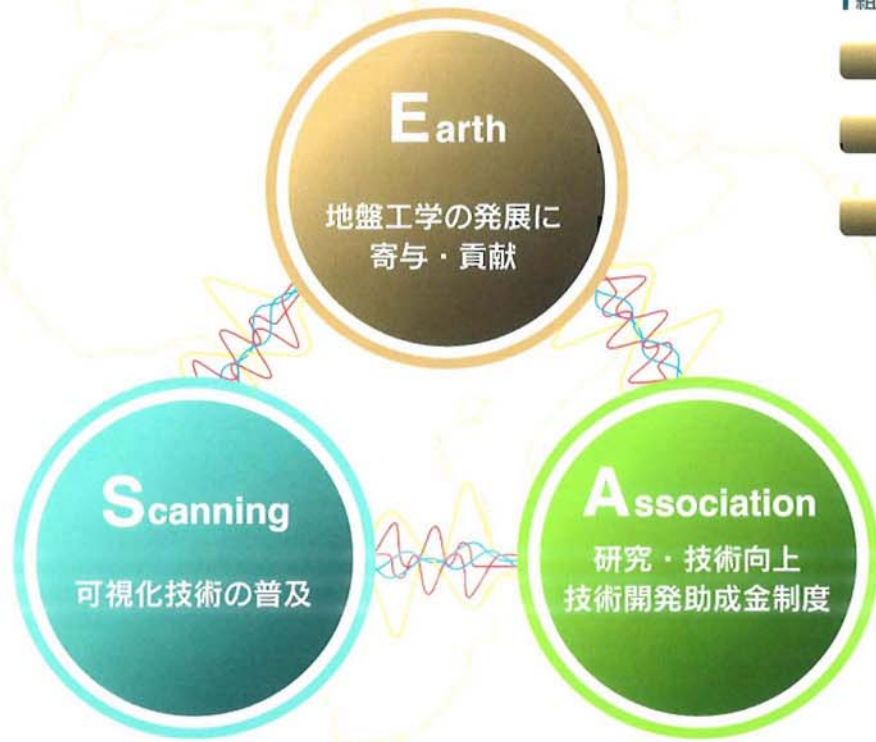 組
Earth
地盤工学の発展に
寄与・貢献
Scanning
可視化技術の普及
Association
研究・技術向上
技術開発助成金制度